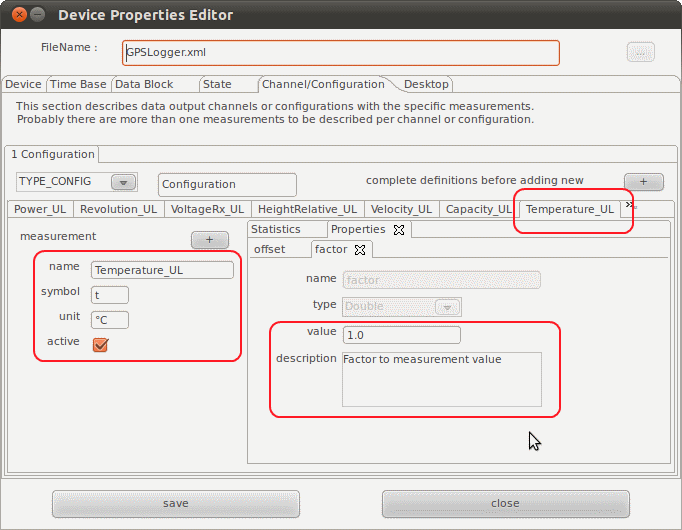 Device Properties Editor
FileName :
GPSLogger.xml
...
Device Time Base Data Block State Channel/Configuration Desktop
This section describes data output channels or configurations with the specific measurements.
Probably there are more than one measurements to be described per channel or configuration.
1 Configuration
TYPE_CONFIG Configuration complete definitions before adding new +
Power_UL Revolution_UL VoltageRx_UL HeightRelative_UL Velocity_UL Capacity_UL Temperature_UL
measurement +
name Temperature_UL
symbol t
unit °C
active
Statistics Properties
offset factor
name factor
type Double
value 1.0
description Factor to measurement value
save close